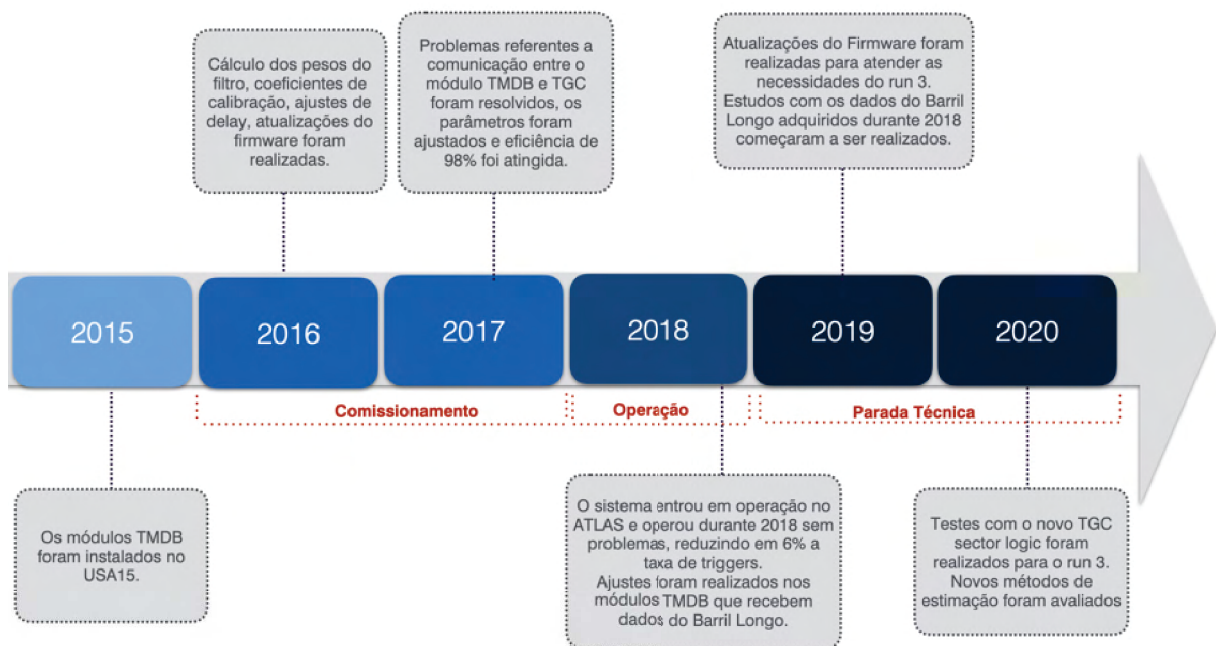 Cálculo dos pesos do
filtro, coeficientes de
calibração, ajustes de
delay, atualizações do
firmware foram
realizadas.
Problemas referentes a
comunicação entre o
módulo TMDB e TGC
foram resolvidos, os
parâmetros foram
ajustados e eficiência de
98% foi atingida.
Atualizações do Firmware foram
realizadas para atender as
necesidades do run 3.
Estudos com os dados do Barril
Longo adquiridos durante 2018
começaram a ser realizados.
2015
2016
2017
2018
2019
2020
Comissionamento
Operação
Parada Técnica
Os módulos TMDB
foram instalados no
USA15.
O sistema entrou em operação no
ATLAS e operou durante 2018 sem
problemas, reduzindo em 6% a
taxa de triggers.
Ajustes foram realizados nos
módulos TMDB que recebem
dados do Barril Longo.
Testes com o novo TGC
sector logic foram
realizados para o run 3.
Novos métodos de
estimação foram avaliados